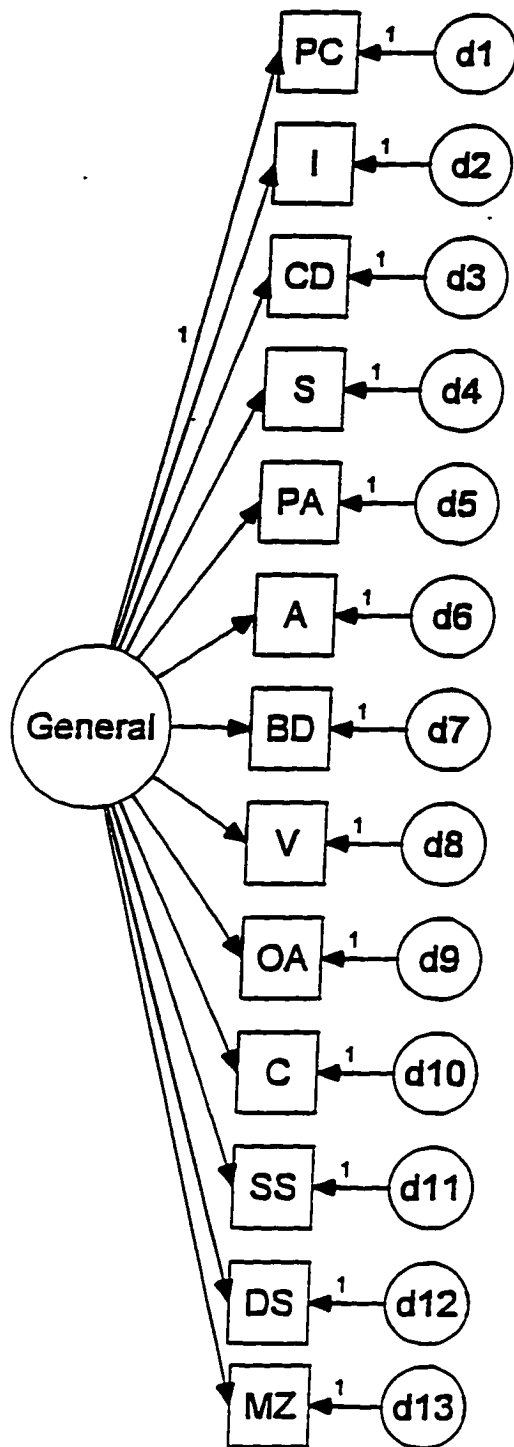 PC 1 d1
I 1 d2
CD 1 d3
1
S 1 d4
PA 1 d5
A 1 d6
General BD 1 d7
V 1 d8
OA 1 d9
C 1 d10
SS 1 d11
DS 1 d12
MZ 1 d13